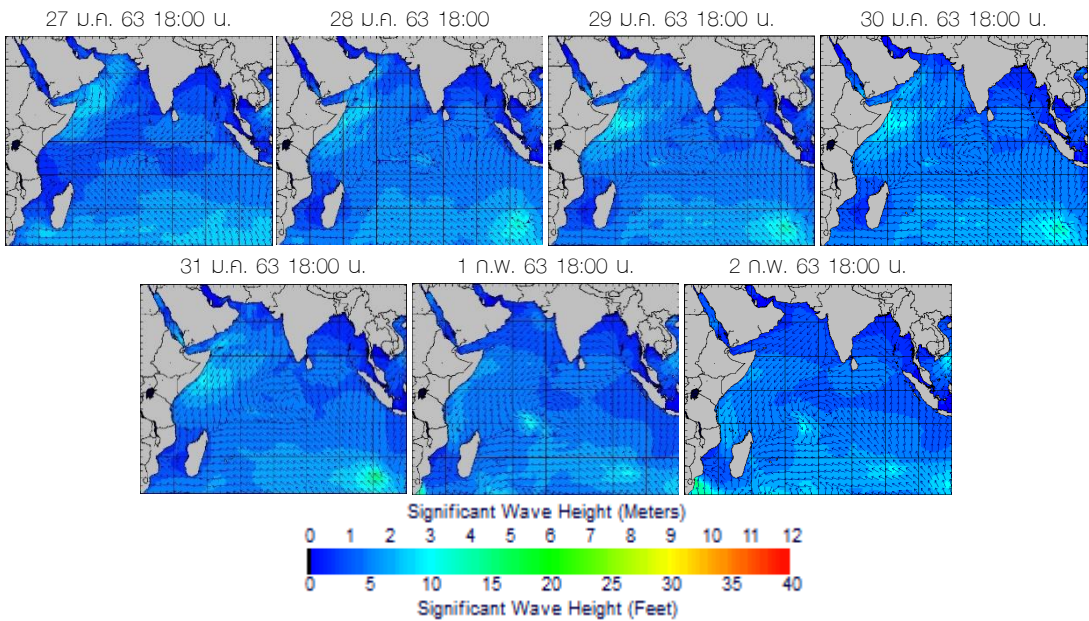 27 ม.ค. 63 18:00 น.
28 ม.ค. 63 18:00
29 ม.ค. 63 18:00 น.
30 ม.ค. 63 18:00 น.
31 ม.ค. 63 18:00 น.
1 ก.พ. 63 18:00 น.
2 ก.พ. 63 18:00 น.
Significant Wave Height (Meters)
0 1 2 3 4 5 6 7 8 9 10 11 12
0 5 10 15 20 25 30 35 40
Significant Wave Height (Feet)